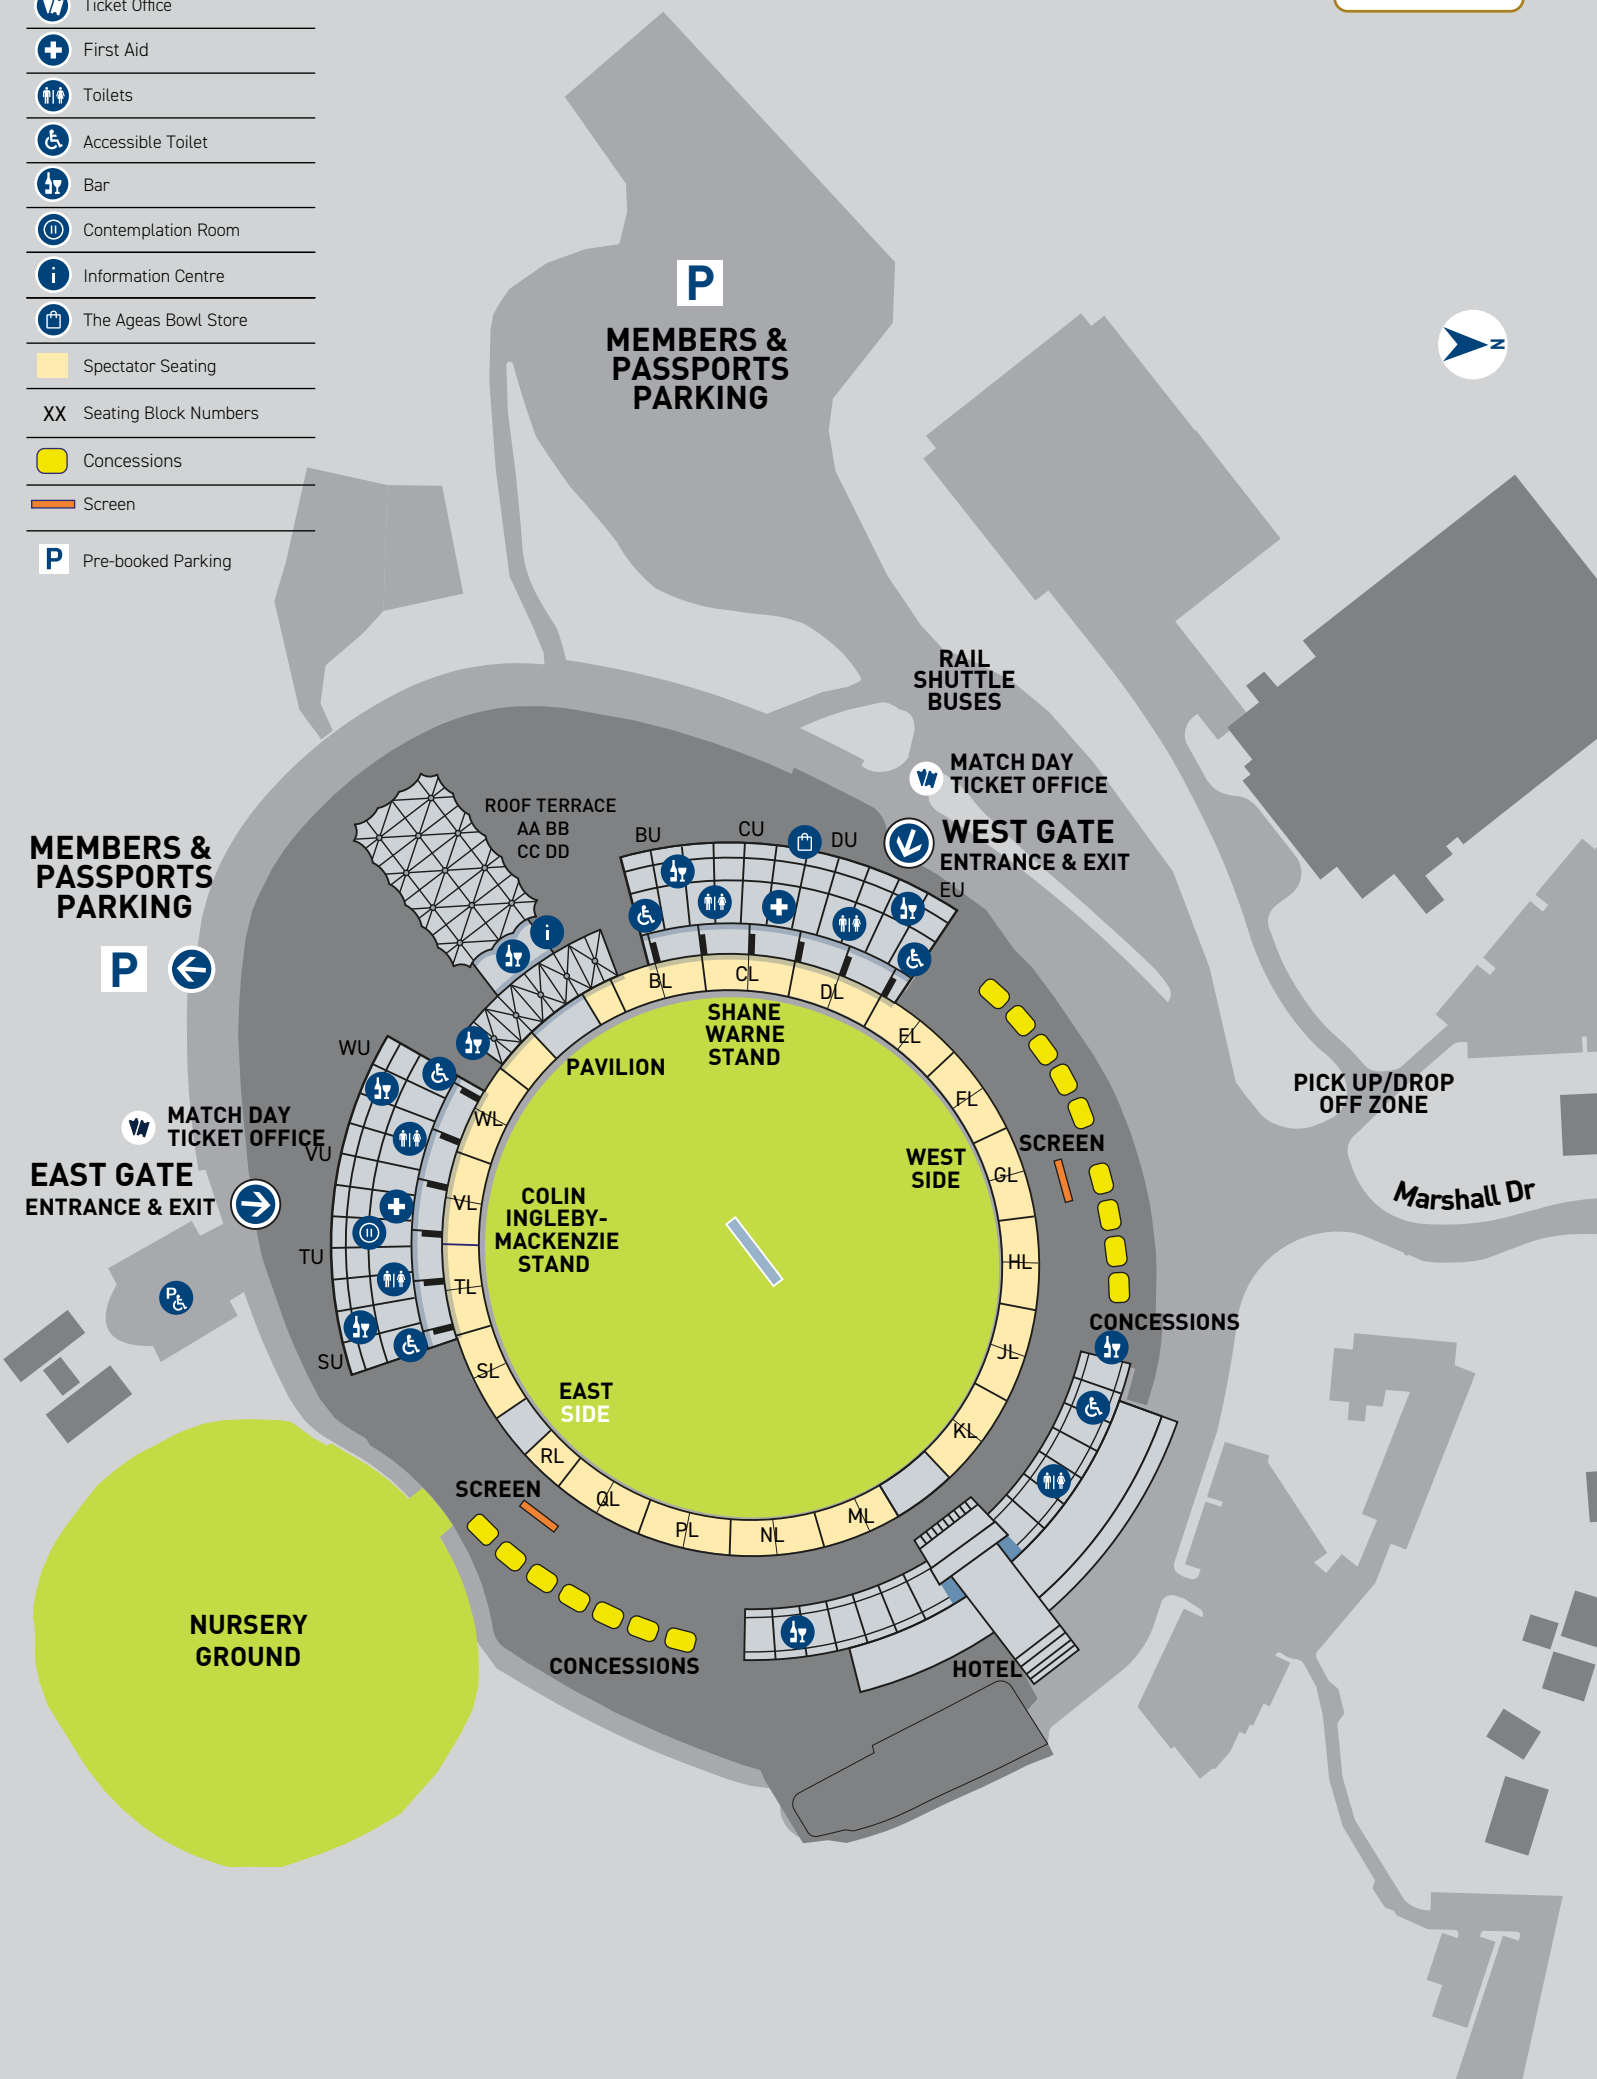 Ticket Office
First Aid
Toilets
Accessible Toilet
Bar
Contemplation Room
i Information Centre
The Ageas Bowl Store
Spectator Seating
XX Seating Block Numbers
Concessions
Screen
P Pre-booked Parking
P
MEMBERS &
PASSPORTS
PARKING
N
RAIL
SHUTTLE
BUSES
MATCH DAY
TICKET OFFICE
WEST GATE
ENTRANCE & EXIT
ROOF TERRACE
AA BB
CC DD
BU
CU
DU
EU
MEMBERS &
PASSPORTS
PARKING
P
i
BL
CL
DL
EL
FL
GL
HL
JL
KL
ML
NL
PL
QL
RL
SL
TL
VL
WL
SHANE
WARNE
STAND
PAVILION
WU
VU
TU
SU
MATCH DAY
TICKET OFFICE
EAST GATE
ENTRANCE & EXIT
P
COLIN
INGLEBY-
MACKENZIE
STAND
WEST
SIDE
SCREEN
PICK UP/DROP
OFF ZONE
Marshall Dr
CONCESSIONS
EAST
SIDE
SCREEN
CONCESSIONS
HOTEL
NURSERY
GROUND